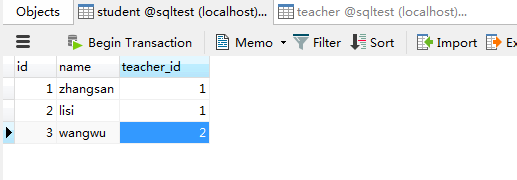 Objects student @sqltest (localhost)... teacher @sqltest (localhost)...
Begin Transaction Memo Filter Sort Import Ex
id name teacher_id
1 zhangsan 1
2 lisi 1
3 wangwu 2